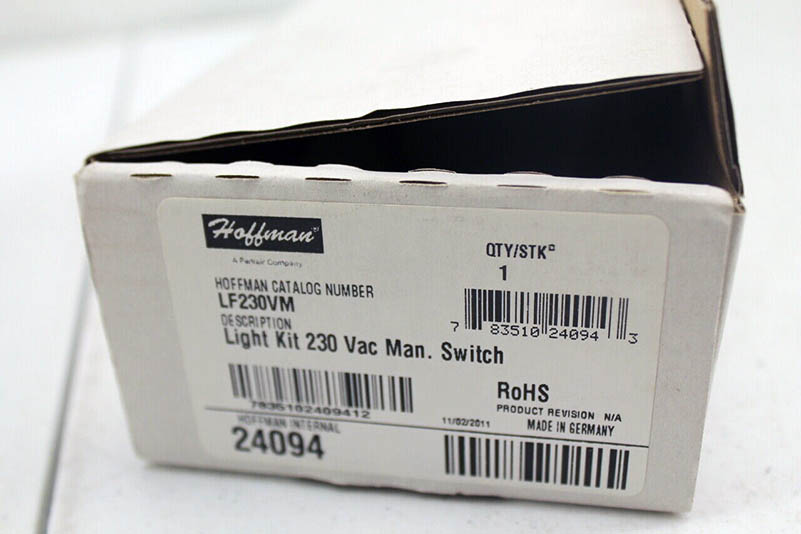 Hoffman
A Pentair Company
QTY/STK
1
HOFFMAN CATALOG NUMBER
LF230VM
DESCRIPTION
Light Kit 230 Vac Man. Switch
7 83510 24094 3
7835102409412
RoHS
PRODUCT REVISION N/A
HOFFMAN INTERNAL
24094
11/02/2011
MADE IN GERMANY